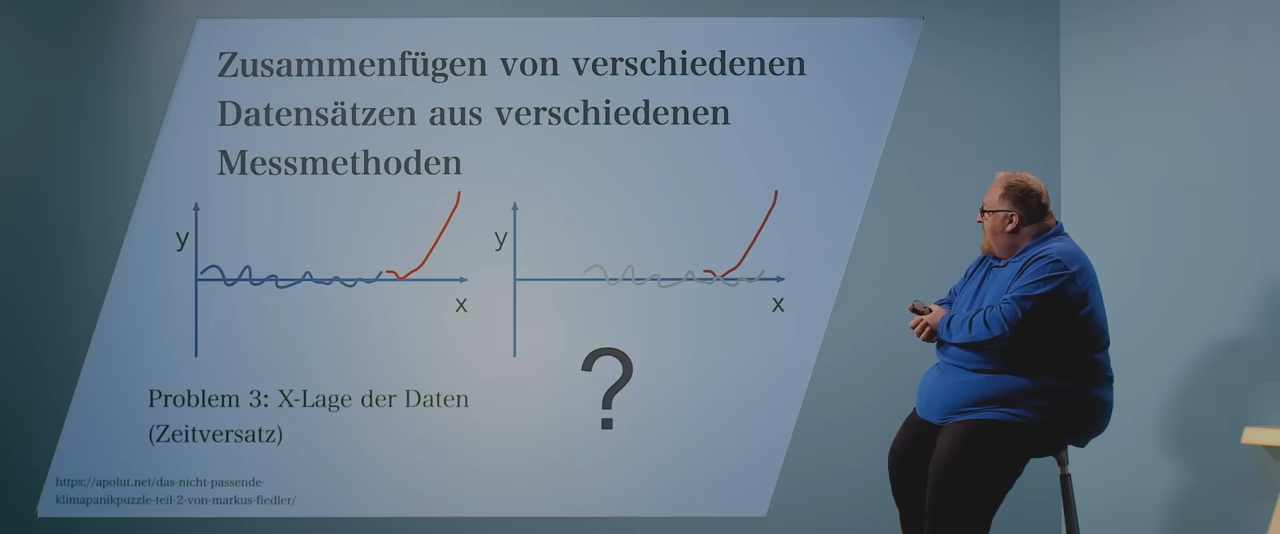 Zusammenfügen von verschiedenen
Datensätzen aus verschiedenen
Messmethoden
y
x
y
x
?
Problem 3: X-Lage der Daten
(Zeitversatz)
https://apolut.net/das-nicht-passende-
klimapanikpuzzle-teil-2-von-markus-fiedler/